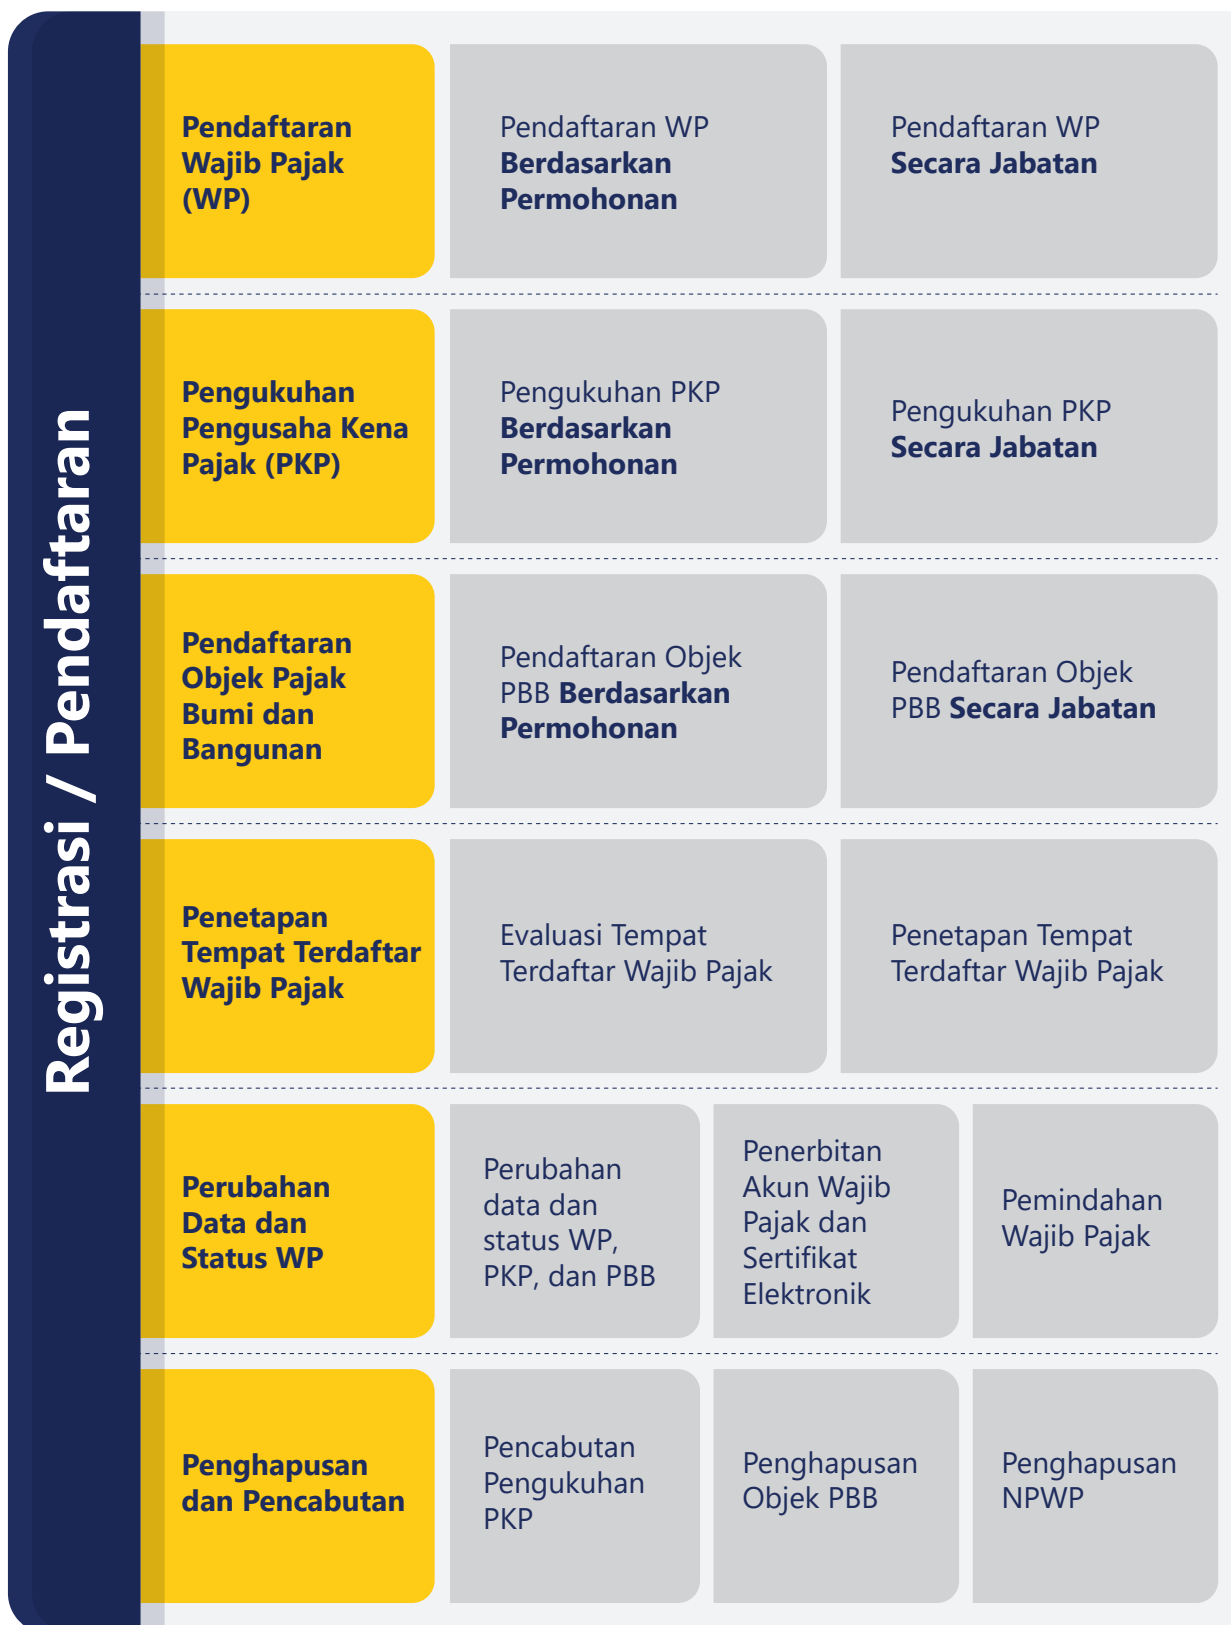 Registrasi / Pendaftaran
Pendaftaran
Wajib Pajak
(WP)
Pendaftaran WP
Berdasarkan
Permohonan
Pendaftaran WP
Secara Jabatan
Pengukuhan
Pengusaha Kena
Pajak (PKP)
Pengukuhan PKP
Berdasarkan
Permohonan
Pengukuhan PKP
Secara Jabatan
Pendaftaran
Objek Pajak
Bumi dan
Bangunan
Pendaftaran Objek
PBB Berdasarkan
Permohonan
Pendaftaran Objek
PBB Secara Jabatan
Penetapan
Tempat Terdaftar
Wajib Pajak
Evaluasi Tempat
Terdaftar Wajib Pajak
Penetapan Tempat
Terdaftar Wajib Pajak
Perubahan
Data dan
Status WP
Perubahan
data dan
status WP,
PKP, dan PBB
Penerbitan
Akun Wajib
Pajak dan
Sertifikat
Elektronik
Pemindahan
Wajib Pajak
Penghapusan
dan Pencabutan
Pencabutan
Pengukuhan
PKP
Penghapusan
Objek PBB
Penghapusan
NPWP